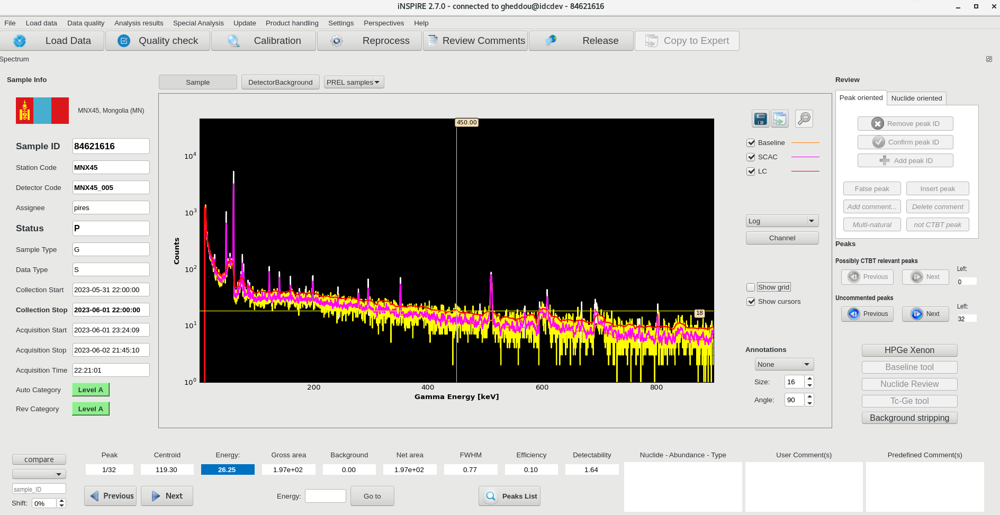 iNSPIRE 2.7.0 - connected to gheddou@idcdev - 84621616
File Load data Data quality Analysis results Special Analysis Update Product handling Settings Perspectives Help
Load Data Quality check Calibration Reprocess Review Comments Release Copy to Expert
Spectrum
Sample Info
MNX45, Mongolia (MN)
Sample ID 84621616
Station Code MNX45
Detector Code MNX45_005
Assignee pires
Status P
Sample Type G
Data Type S
Collection Start 2023-05-31 22:00:00
Collection Stop 2023-06-01 22:00:00
Acquisition Start 2023-06-01 23:24:09
Acquisition Stop 2023-06-02 21:45:10
Acquisition Time 22:21:01
Auto Category Level A
Rev Category Level A
Sample DetectorBackground PREL samples
450.00
10^4
10^3
10^2
10^1
10^0
Counts
18
200 400 600 800
Gamma Energy [keV]
Baseline
SCAC
LC
Log
Channel
Show grid
Show cursors
Annotations
None
Size: 16
Angle: 90
Review
Peak oriented Nuclide oriented
Remove peak ID
Confirm peak ID
Add peak ID
False peak Insert peak
Add comment... Delete comment
Multi-natural not CTBT peak
Peaks
Possibly CTBT relevant peaks
Left:
Previous Next 0
Uncommented peaks
Left:
Previous Next 32
HPGe Xenon
Baseline tool
Nuclide Review
Tc-Ge tool
Background stripping
compare
sample_ID
Shift: 0%
Peak Centroid Energy: Gross area Background Net area FWHM Efficiency Detectability Nuclide - Abundance - Type User Comment(s) Predefined Comment(s)
1/32 119.30 26.25 1.97e+02 0.00 1.97e+02 0.77 0.10 1.64
Previous Next Energy: Go to Peaks List